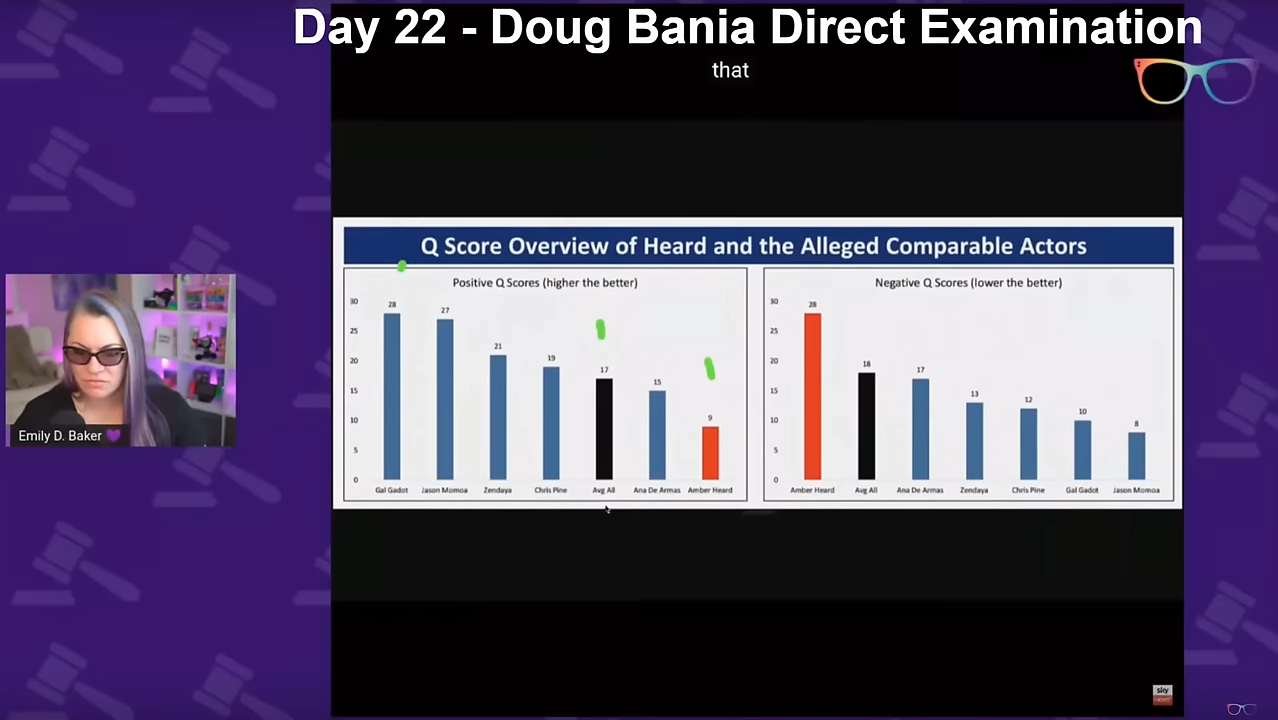 Day 22 - Doug Bania Direct Examination
that
Q Score Overview of Heard and the Alleged Comparable Actors
Positive Q Scores (higher the better)
30
25
20
15
10
5
0
28
27
21
19
17
15
9
Gal Gadot
Jason Momoa
Zendaya
Chris Pine
Avg All
Ana De Armas
Amber Heard
Negative Q Scores (lower the better)
30
25
20
15
10
5
0
28
18
17
13
12
10
8
Amber Heard
Avg All
Ana De Armas
Zendaya
Chris Pine
Gal Gadot
Jason Momoa
Emily D. Baker 💜
sky
news